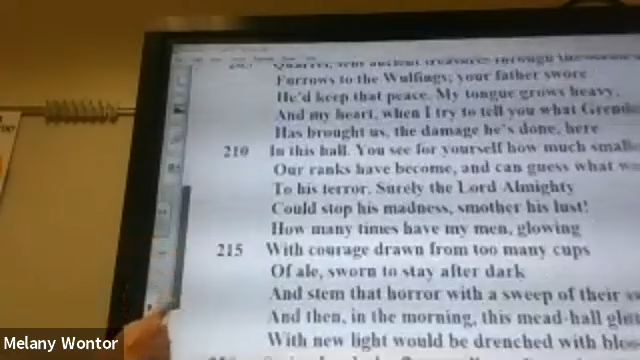 Furrows to the Wulfings; your father swore
He'd keep that peace. My tongue grows heavy,
And my heart, when I try to tell you what Grende
Has brought us, the damage he's done, here
210 In this hall. You see for yourself how much small
Our ranks have become, and can guess what w
To his terror. Surely the Lord Almighty
Could stop his madness, smother his lust!
How many times have my men, glowing
215 With courage drawn from too many cups
Of ale, sworn to stay after dark
And stem that horror with a sweep of their
And then, in the morning, this mead-hall
With new light would be drenched with
Melany Wontor